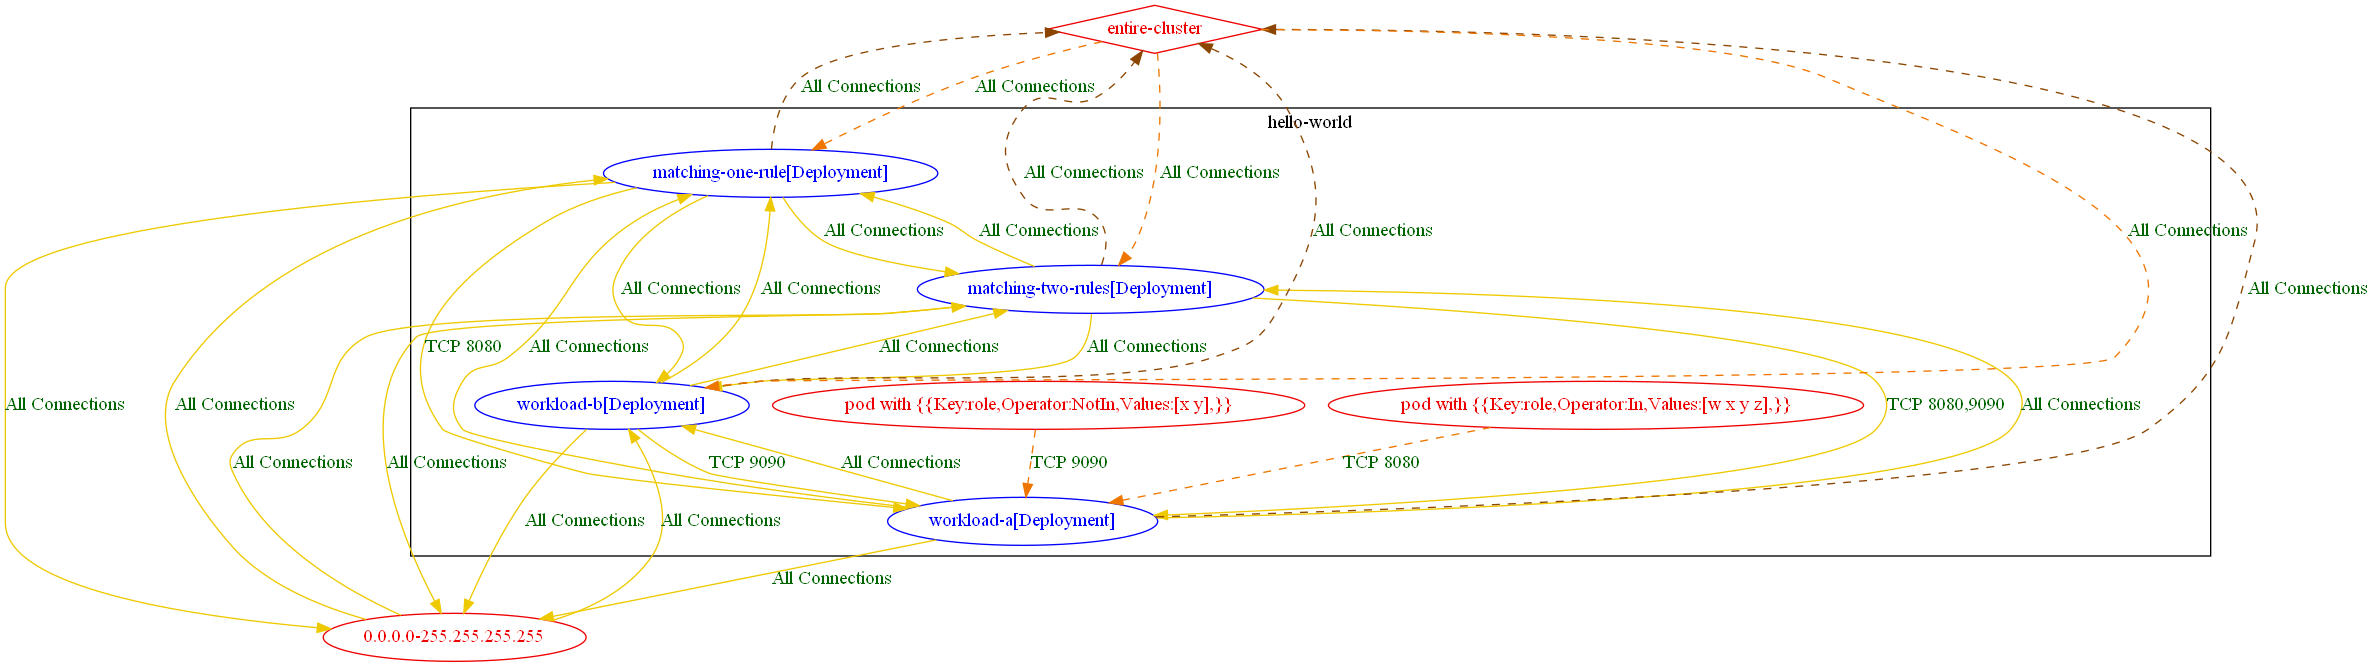 entire-cluster
All Connections
All Connections
hello-world
matching-one-rule[Deployment]
All Connections
All Connections
All Connections
All Connections
All Connections
All Connections
All Connections
All Connections
matching-two-rules[Deployment]
All Connections
TCP 8080
All Connections
All Connections
All Connections
All Connections
All Connections
workload-b[Deployment]
pod with {{Key:role,Operator:NotIn,Values:[x y],}}
pod with {{Key:role,Operator:In,Values:[w x y z],}}
TCP 8080,9090
All Connections
All Connections
All Connections
TCP 9090
All Connections
TCP 9090
TCP 8080
All Connections
All Connections
workload-a[Deployment]
All Connections
0.0.0.0-255.255.255.255